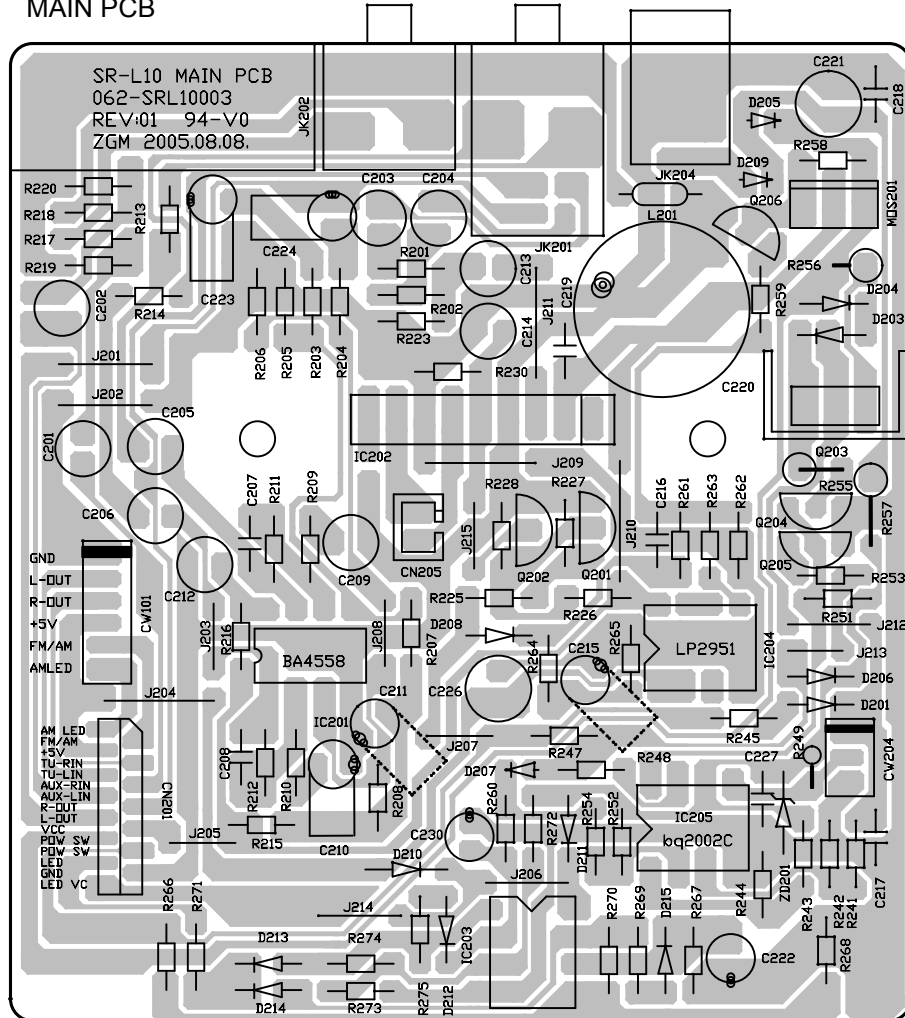 MAIN PCB
SR-L10 MAIN PCB
062-SRL10003
REV:01 94-V0
ZGM 2005.08.08.
JK202
C221
C218
D205
R258
D209
JK204
MOS201
Q206
L201
R220
R218
R217
R219
R213
C203
C204
C224
JK201
R201
C213
R256
D204
C202
R214
C223
R202
R223
C214
J211
C219
R259
D203
R206
R205
R203
R204
R230
J201
J202
C220
C201
C205
IC202
J209
Q203
R255
R257
C207
R211
R209
R228
R227
J215
J210
C216
R261
R263
R262
Q204
Q205
C206
C212
C209
CN205
Q202
Q201
R253
R251
GND
L-OUT
R-OUT
+5V
FM/AM
AMLED
CW101
J203
R216
BA4558
J208
R207
R225
D208
R226
R264
C215
R265
LP2951
IC204
J212
J213
D206
D201
J204
IC201
C211
C226
J207
R247
R248
R245
C227
R249
CW204
AM LED
FM/AM
+5V
TU-RIN
TU-LIN
AUX-RIN
AUX-LIN
R-OUT
L-OUT
VCC
POW SW
POW SW
LED
GND
LED VC
CN201
C208
R212
R210
R208
R215
C210
J205
D207
R260
R272
R254
R252
D211
IC205
bq2002C
C230
D210
J206
ZD201
R244
R243
R242
R241
C217
R266
R271
J214
IC203
R270
R269
D215
R267
C222
R268
D213
R274
D214
R273
R275
D212